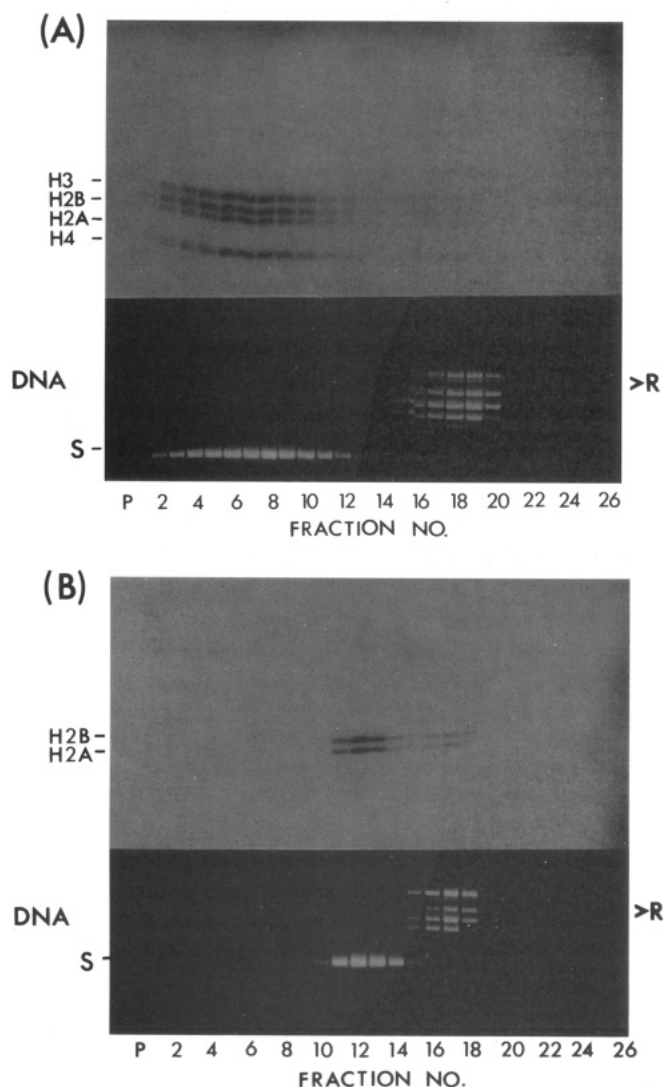 (A)
H3 -
H2B -
H2A -
H4 -
DNA
>R
S -
P 2 4 6 8 10 12 14 16 18 20 22 24 26
FRACTION NO.
(B)
H2B -
H2A -
DNA
>R
S -
P 2 4 6 8 10 12 14 16 18 20 22 24 26
FRACTION NO.